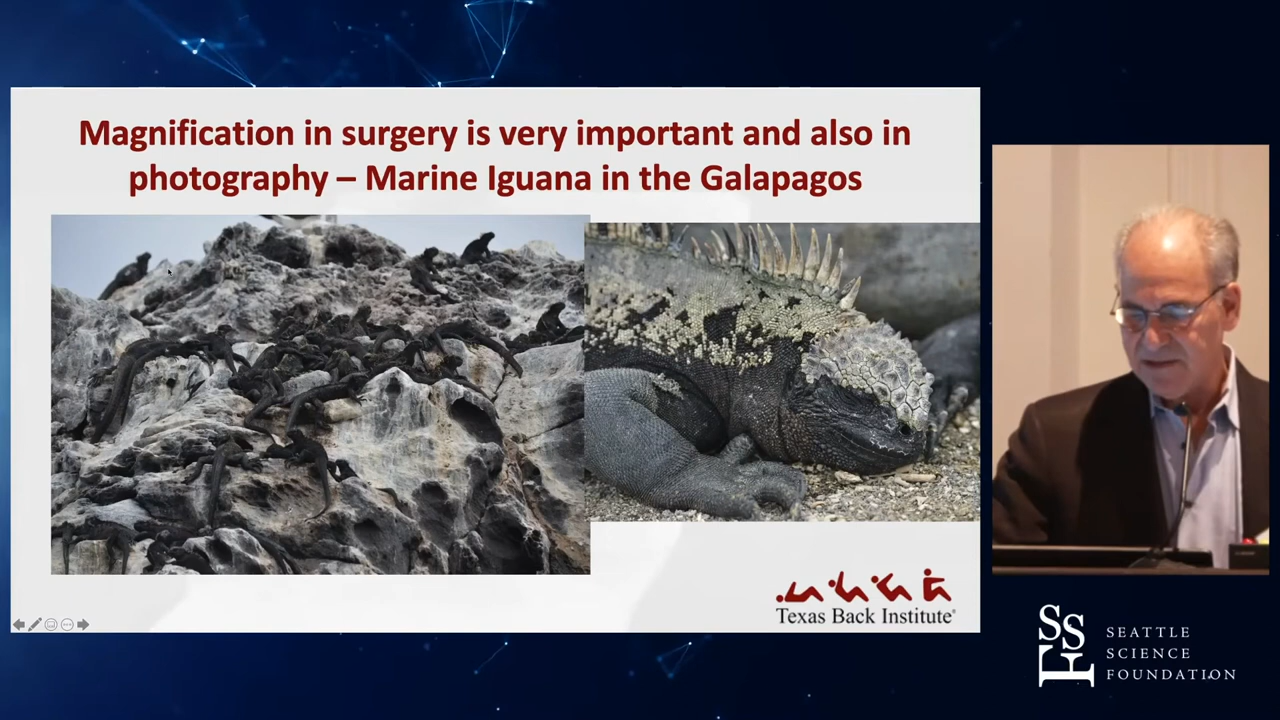 Magnification in surgery is very important and also in
photography – Marine Iguana in the Galapagos
Texas Back Institute®
SSF
SEATTLE
SCIENCE
FOUNDATION